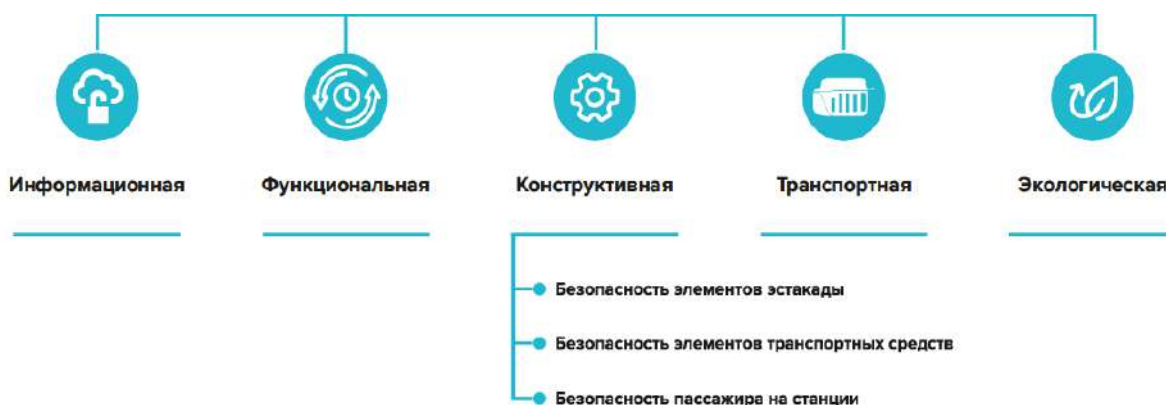 Информационная
Функциональная
Конструктивная
Транспортная
Экологическая
Безопасность элементов эстакады
Безопасность элементов транспортных средств
Безопасность пассажира на станции